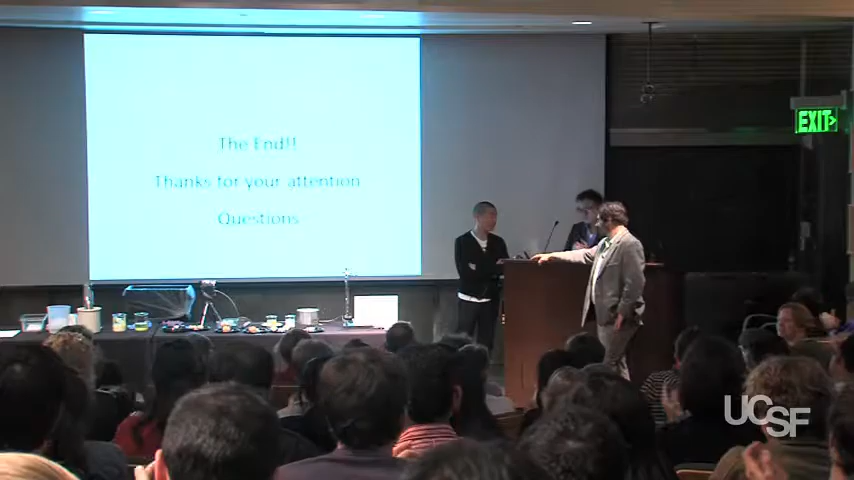 The End!!
Thanks for your attention
Questions
EXIT>
UCSF